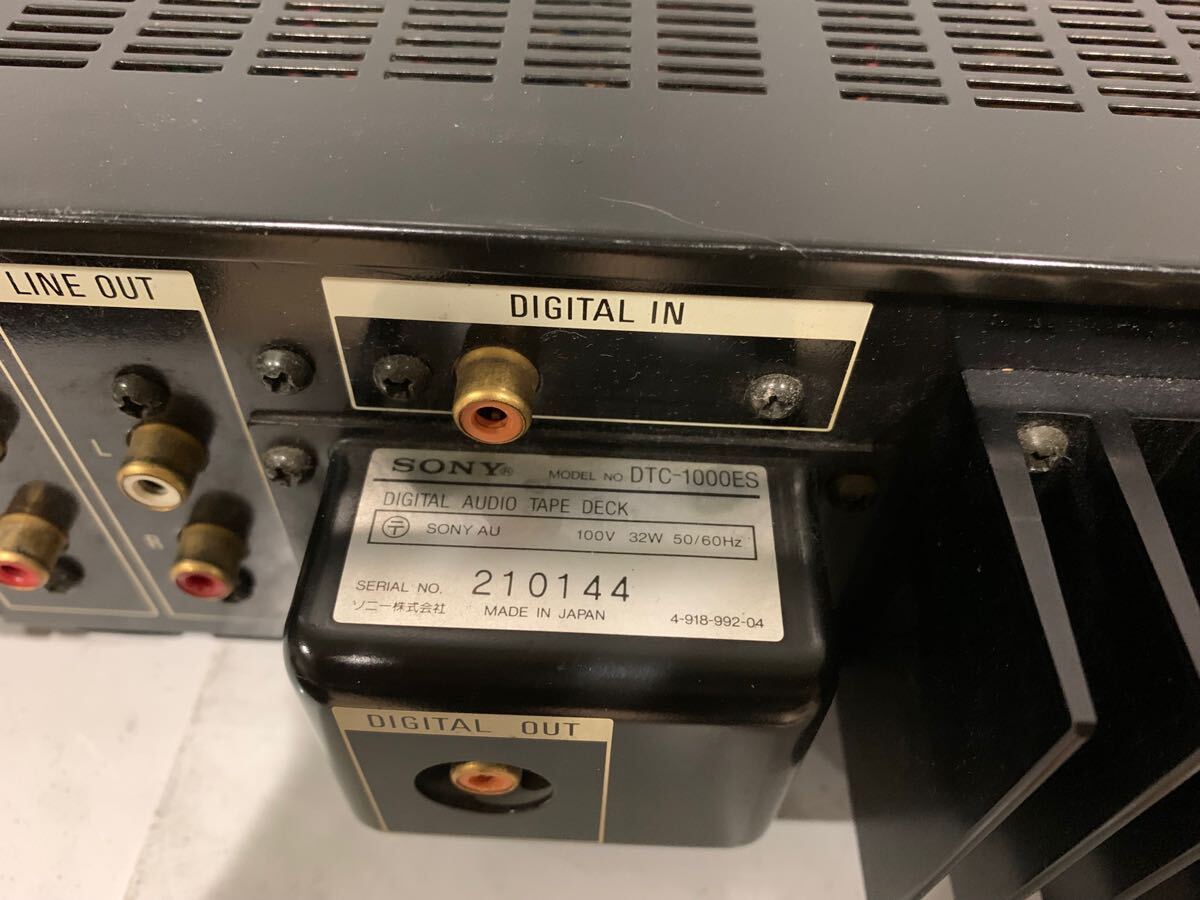 LINE OUT
DIGITAL IN
L
R
SONY® MODEL NO. DTC-1000ES
DIGITAL AUDIO TAPE DECK
〒 SONY AU 100V 32W 50/60Hz
SERIAL NO. 210144
ソニー株式会社 MADE IN JAPAN 4-918-992-04
DIGITAL OUT